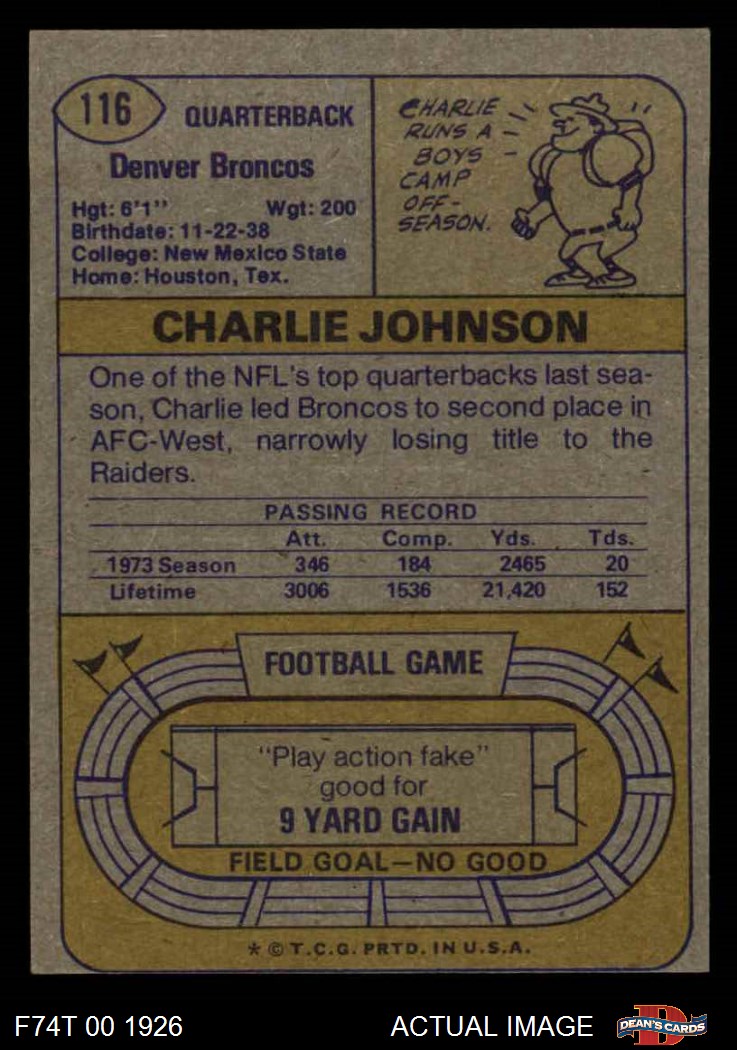 116
QUARTERBACK
Denver Broncos
Hgt: 6'1" Wgt: 200
Birthdate: 11-22-38
College: New Mexico State
Home: Houston, Tex.
CHARLIE
RUNS A
BOYS
CAMP
OFF-
SEASON.
CHARLIE JOHNSON
One of the NFL's top quarterbacks last sea-
son, Charlie led Broncos to second place in
AFC-West, narrowly losing title to the
Raiders.
PASSING RECORD
Att. Comp. Yds. Tds.
1973 Season 346 184 2465 20
Lifetime 3006 1536 21,420 152
FOOTBALL GAME
"Play action fake"
good for
9 YARD GAIN
FIELD GOAL—NO GOOD
* © T.C.G. PRTD. IN U.S.A.
F74T 00 1926 ACTUAL IMAGE
D
DEAN'S CARDS